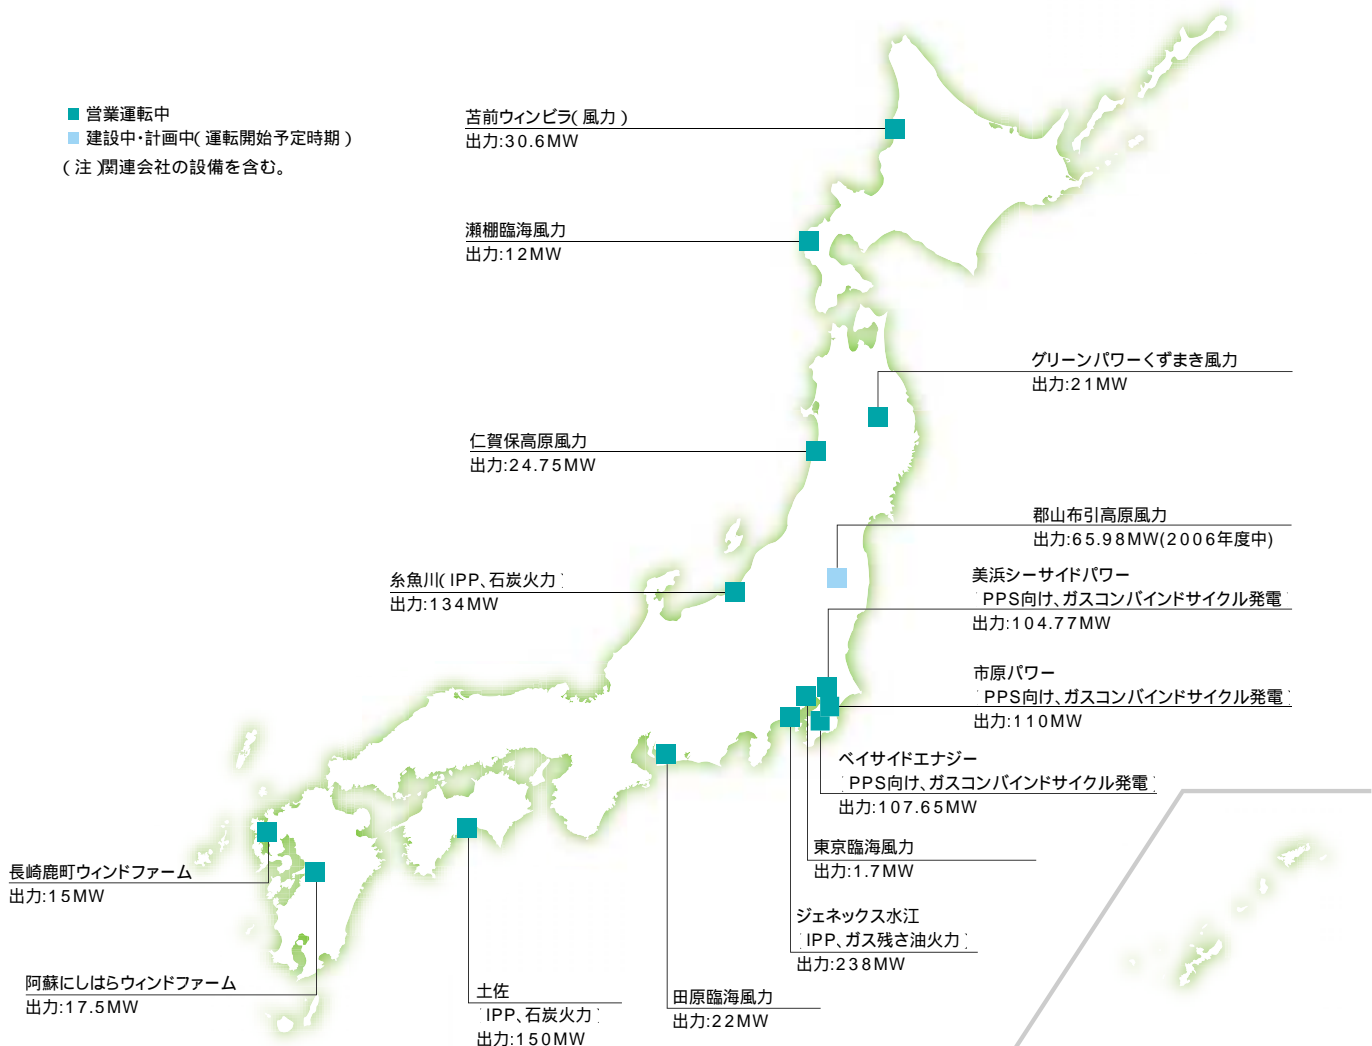 営業運転中
建設中・計画中(運転開始予定時期)
(注)関連会社の設備を含む。
苫前ウィンビラ(風力)
出力:30.6MW
瀬棚臨海風力
出力:12MW
グリーンパワーくずまき風力
出力:21MW
仁賀保高原風力
出力:24.75MW
郡山布引高原風力
出力:65.98MW(2006年度中)
糸魚川(IPP、石炭火力)
出力:134MW
美浜シーサイドパワー
(PPS向け、ガスコンバインドサイクル発電)
出力:104.77MW
市原パワー
(PPS向け、ガスコンバインドサイクル発電)
出力:110MW
ベイサイドエナジー
(PPS向け、ガスコンバインドサイクル発電)
出力:107.65MW
東京臨海風力
出力:1.7MW
長崎鹿町ウィンドファーム
出力:15MW
ジェネックス水江
(IPP、ガス残さ油火力)
出力:238MW
阿蘇にしはらウィンドファーム
出力:17.5MW
土佐
(IPP、石炭火力)
出力:150MW
田原臨海風力
出力:22MW